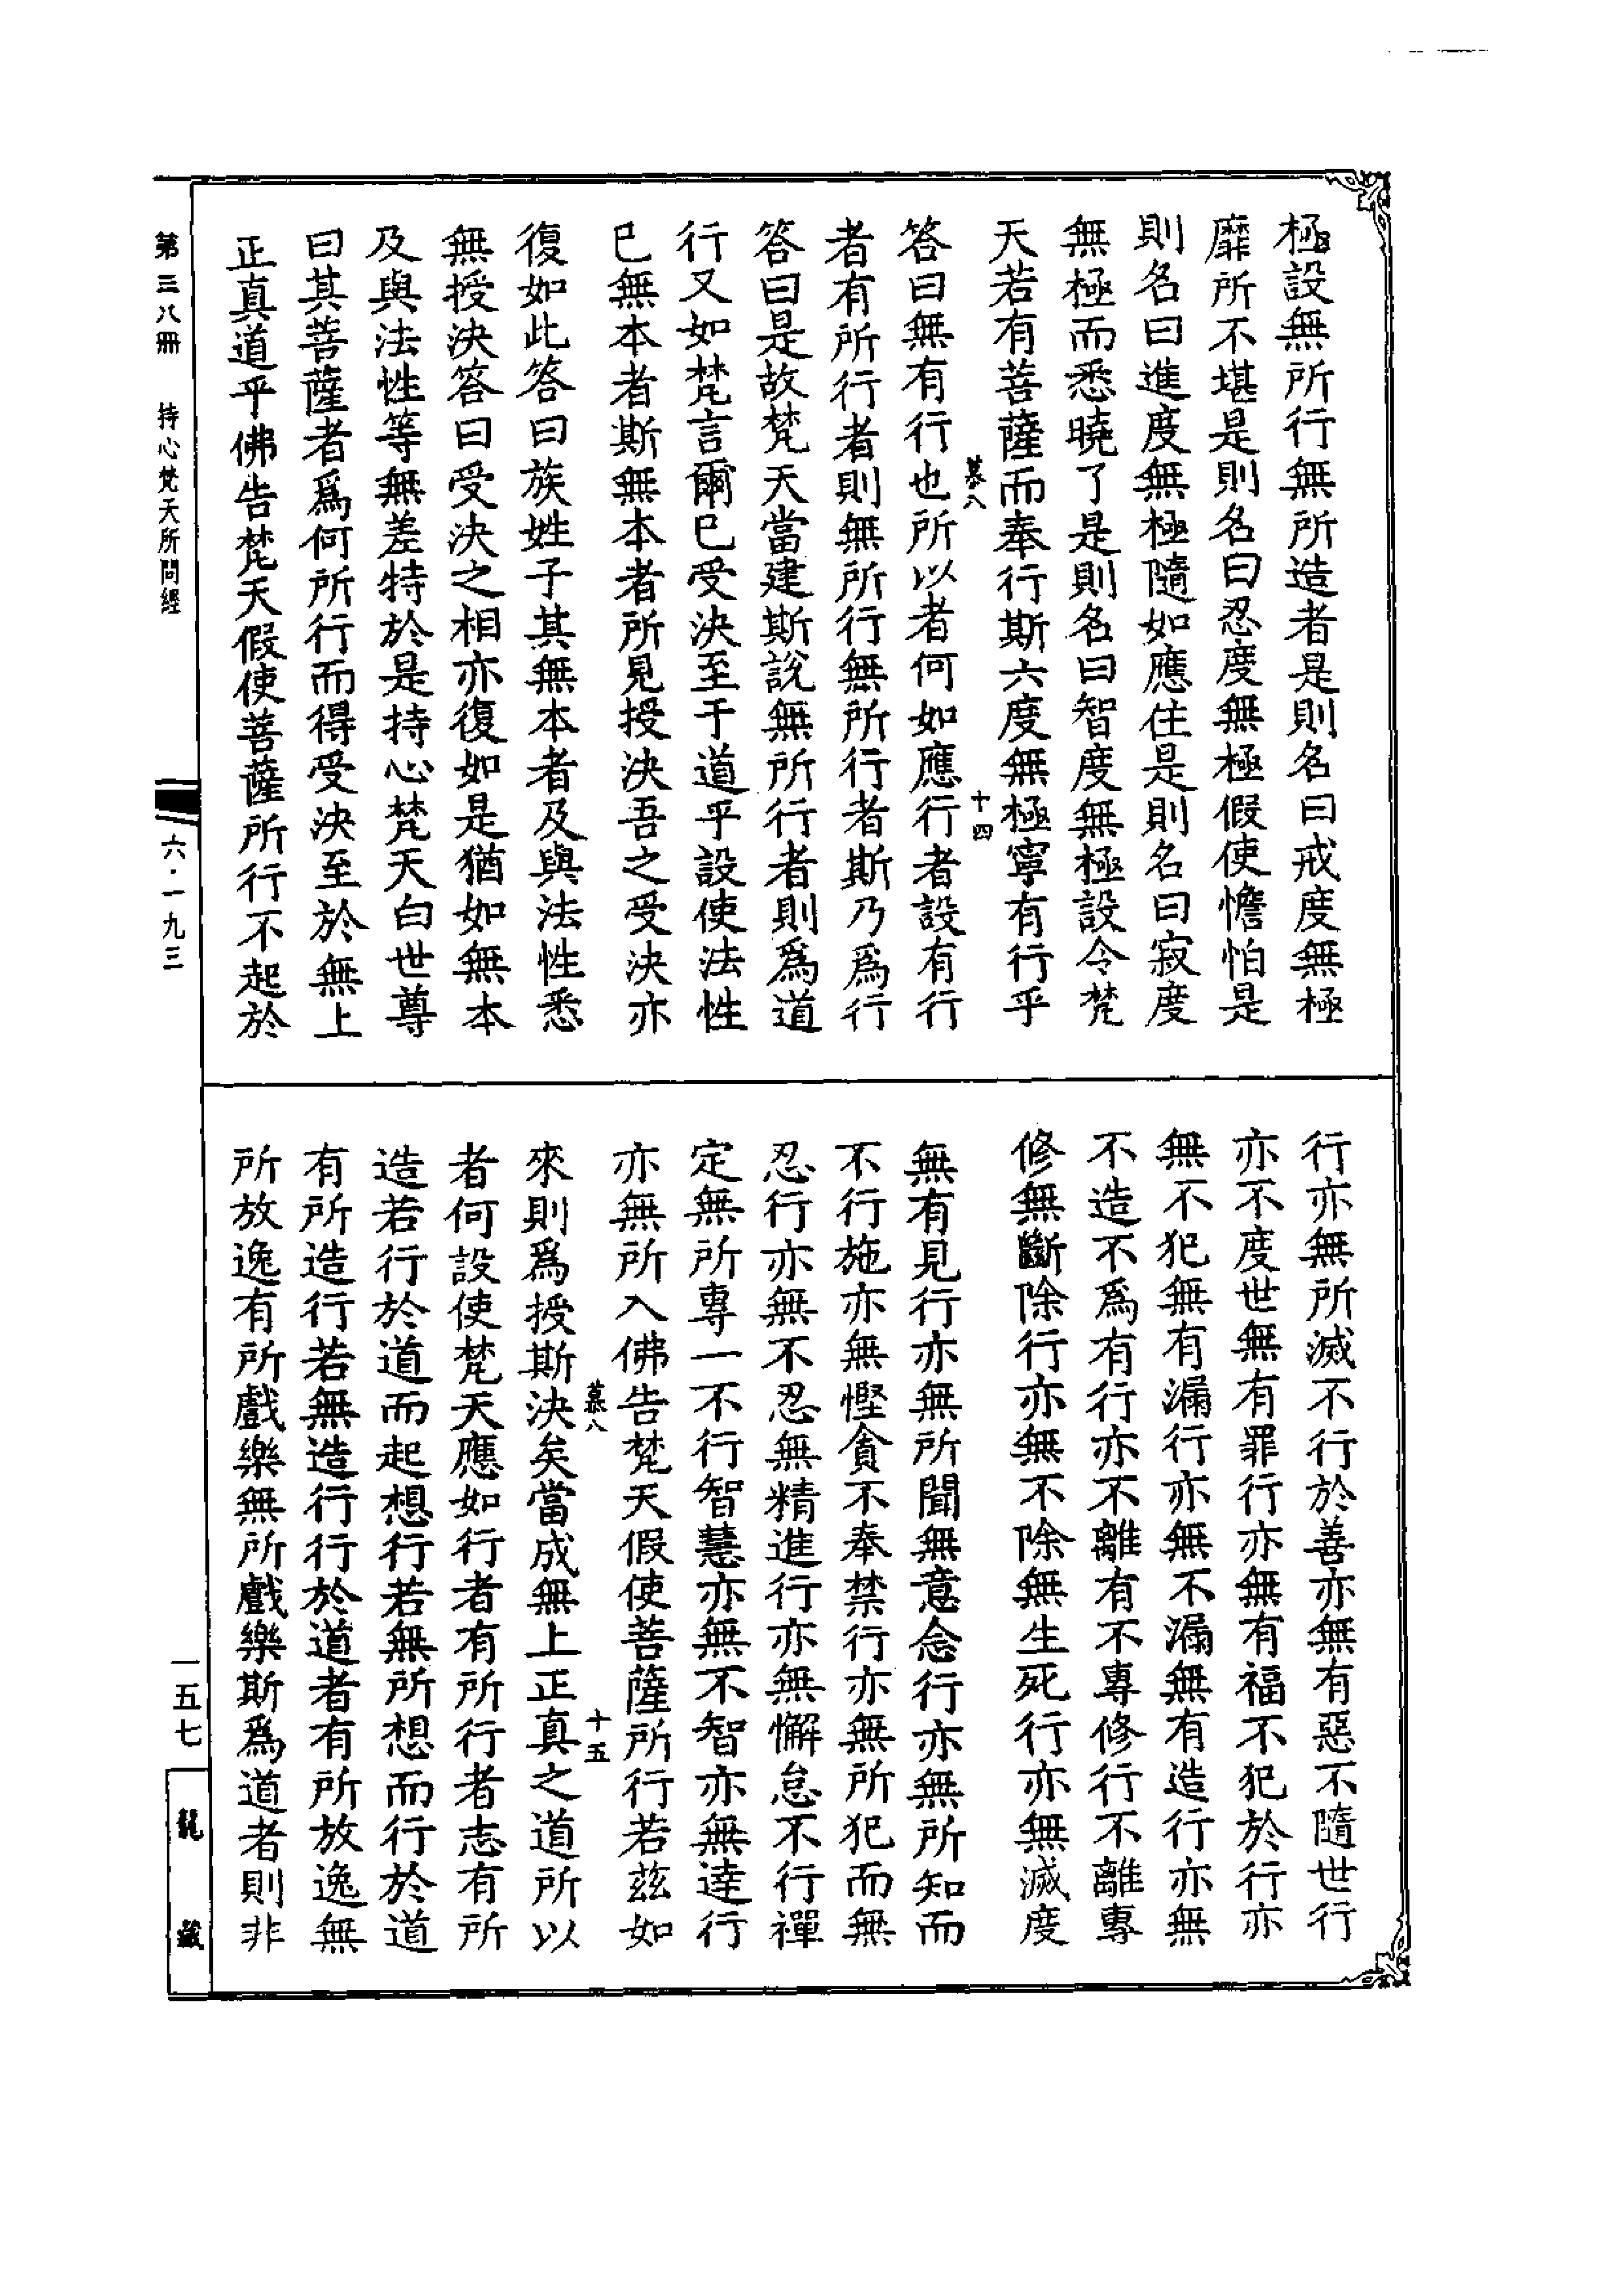 極設無所行無所造者是則名曰戒度無極
靡所不堪是則名曰忍度無極假使憺怕是
則名曰進度無極隨如應住是則名曰寂度
無極而悉曉了是則名曰智度無極設令梵
天若有菩薩而奉行斯六度無極寧有行乎
慕八 十四
答曰無有行也所以者何如應行者設有行
者有所行者則無所行無所行者斯乃爲行
答曰是故梵天當建斯說無所行者則爲道
行又如梵言爾已受決至于道乎設使法性
已無本者斯無本者所見授決吾之受決亦
復如此答曰族姓子其無本者及與法性悉
無授決答曰受決之相亦復如是猶如無本
及與法性等無差特於是持心梵天白世尊
曰其菩薩者爲何所行而得受決至於無上
正真道乎佛告梵天假使菩薩所行不起於
行亦無所滅不行於善亦無有惡不隨世行
亦不度世無有罪行亦無有福不犯於行亦
無不犯無有漏行亦無不漏無有造行亦無
不造不爲有行亦不離有不專修行不離專
修無斷除行亦無不除無生死行亦無滅度
無有見行亦無所聞無意念行亦無所知而
不行施亦無慳貪不奉禁行亦無所犯而無
忍行亦無不忍無精進行亦無懈怠不行禪
定無所專一不行智慧亦無不智亦無逹行
亦無所入佛告梵天假使菩薩所行若茲如
慕八 十五
來則爲授斯決矣當成無上正真之道所以
者何設使梵天應如行者有所行者志有所
造若行於道而起想行若無所想而行於道
有所造行若無造行行於道者有所放逸無
所放逸有所戲樂無所戲樂斯爲道者則非
第三八冊 持心梵天所問經
六·一九三
一五七
龍藏